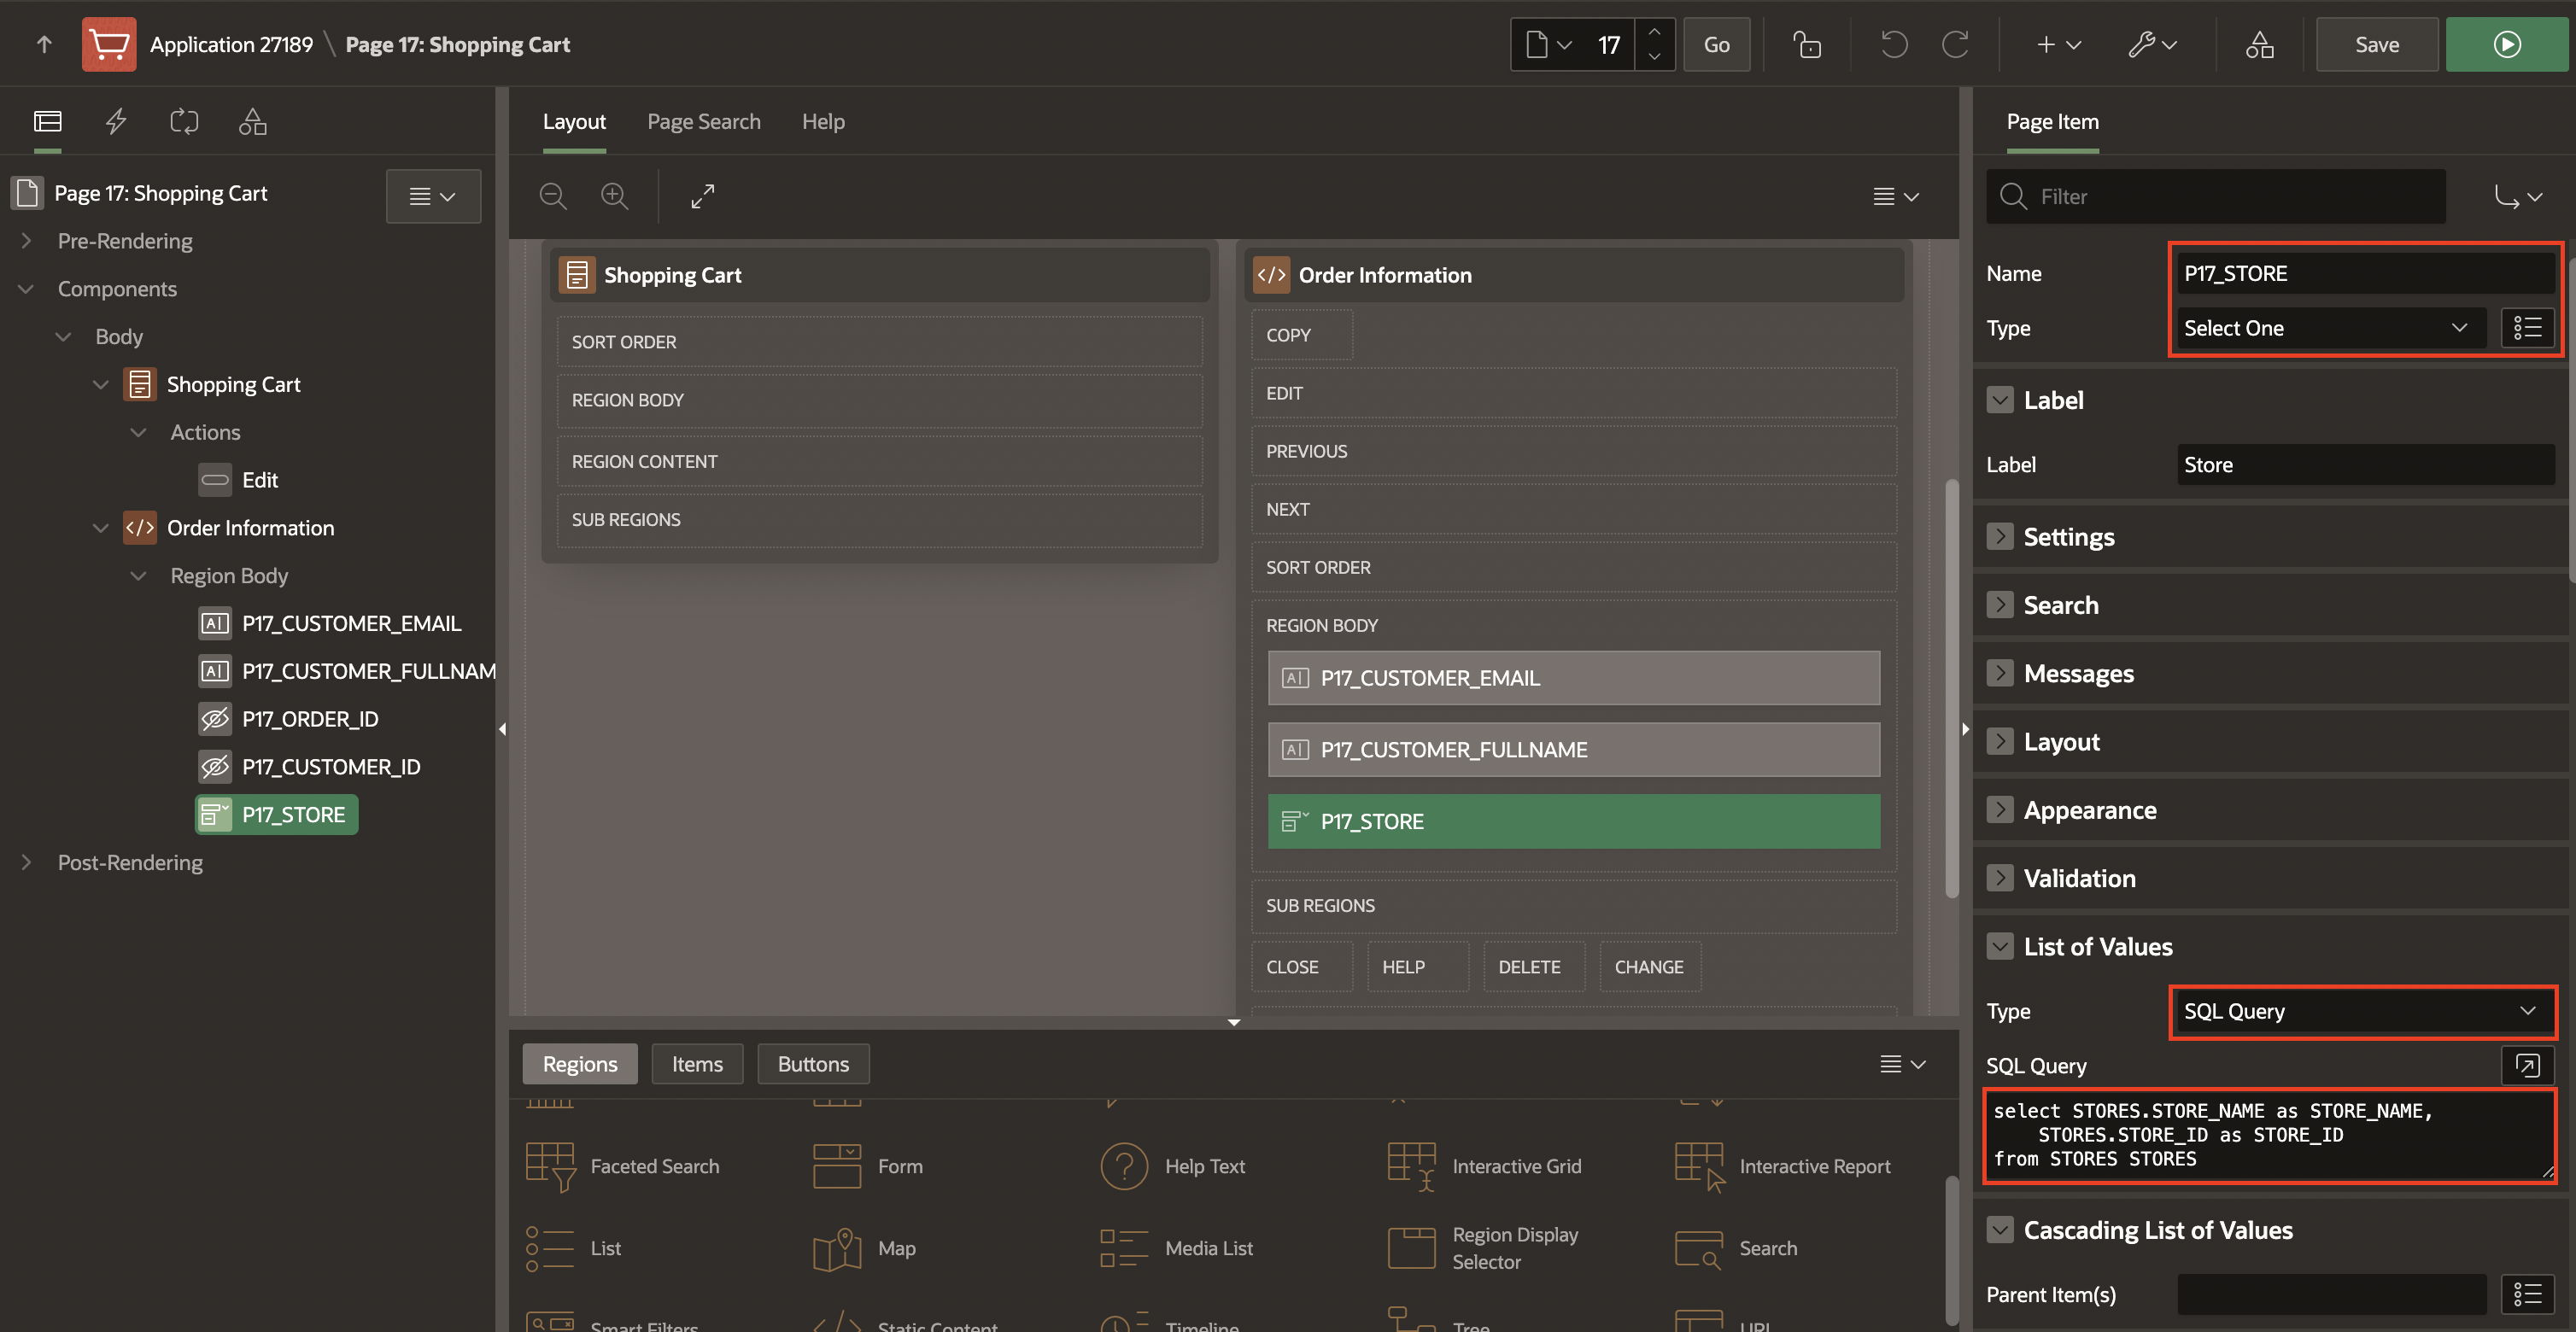 Application 27189 \ Page 17: Shopping Cart
17
Go
Save
Page 17: Shopping Cart
Pre-Rendering
Components
Body
Shopping Cart
Actions
Edit
Order Information
Region Body
P17_CUSTOMER_EMAIL
P17_CUSTOMER_FULLNAM
P17_ORDER_ID
P17_CUSTOMER_ID
P17_STORE
Post-Rendering
Layout
Page Search
Help
Shopping Cart
SORT ORDER
REGION BODY
REGION CONTENT
SUB REGIONS
Order Information
COPY
EDIT
PREVIOUS
NEXT
SORT ORDER
REGION BODY
P17_CUSTOMER_EMAIL
P17_CUSTOMER_FULLNAME
P17_STORE
SUB REGIONS
CLOSE
HELP
DELETE
CHANGE
Regions
Items
Buttons
Faceted Search
Form
Help Text
Interactive Grid
Interactive Report
List
Map
Media List
Region Display
Selector
Search
Smart Filters
Static Content
Timeline
Tree
URL
Page Item
Filter
Name
P17_STORE
Type
Select One
Label
Label
Store
Settings
Search
Messages
Layout
Appearance
Validation
List of Values
Type
SQL Query
SQL Query
select STORES.STORE_NAME as STORE_NAME,
STORES.STORE_ID as STORE_ID
from STORES STORES
Cascading List of Values
Parent Item(s)